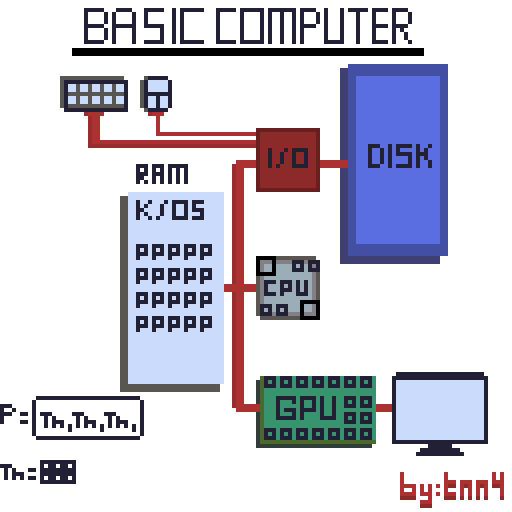 BASIC COMPUTER
I/O
DISK
RAM
K/OS
PPPPP
PPPPP
PPPPP
PPPPP
CPU
GPU
P= Th,Th,Th,
Th=
by:tnn4